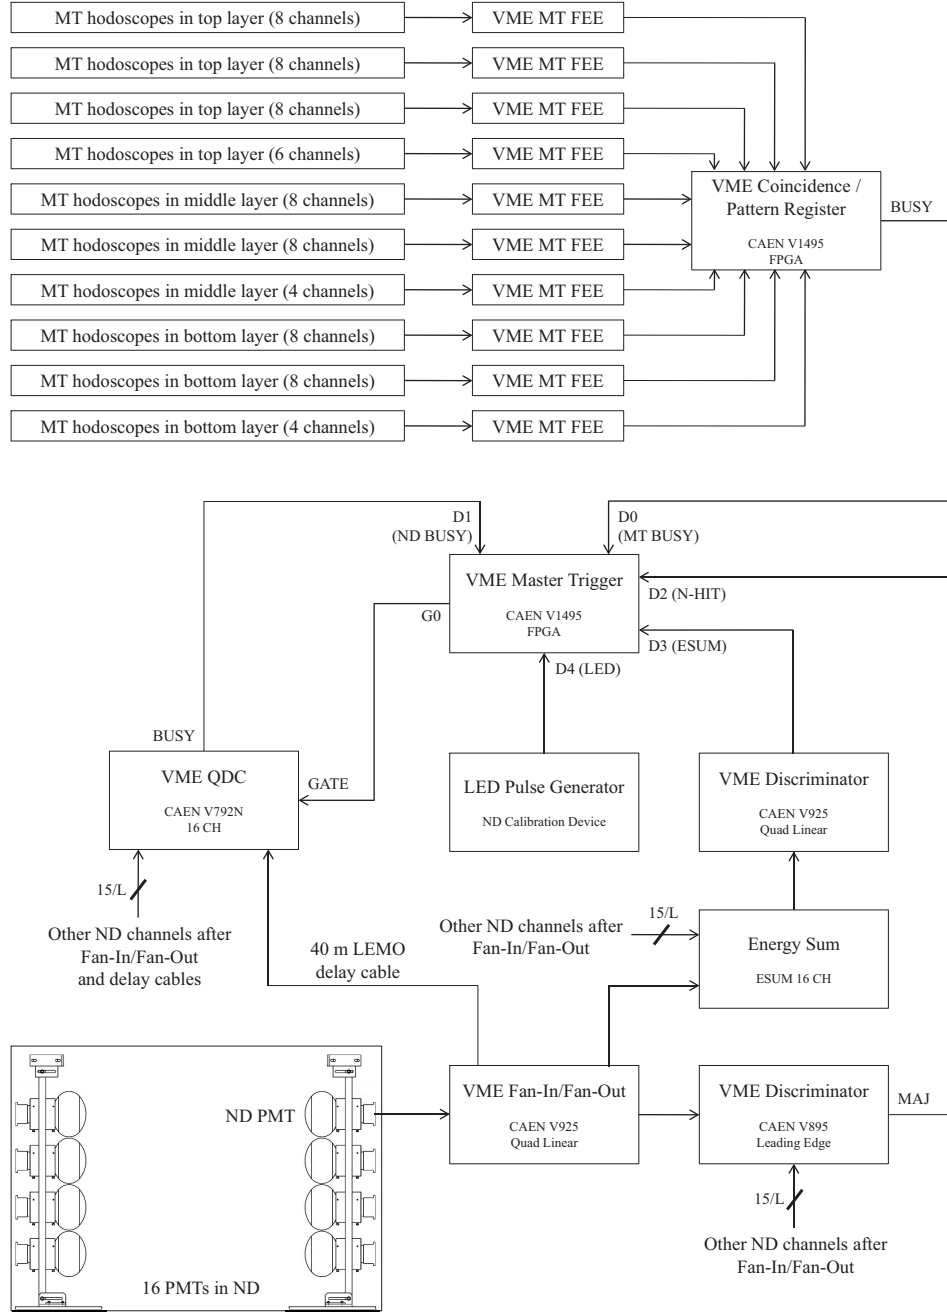 MT hodoscopes in top layer (8 channels)
VME MT FEE
MT hodoscopes in top layer (8 channels)
VME MT FEE
MT hodoscopes in top layer (8 channels)
VME MT FEE
MT hodoscopes in top layer (6 channels)
VME MT FEE
MT hodoscopes in middle layer (8 channels)
VME MT FEE
MT hodoscopes in middle layer (8 channels)
VME MT FEE
MT hodoscopes in middle layer (4 channels)
VME MT FEE
MT hodoscopes in bottom layer (8 channels)
VME MT FEE
MT hodoscopes in bottom layer (8 channels)
VME MT FEE
MT hodoscopes in bottom layer (4 channels)
VME MT FEE
VME Coincidence /
Pattern Register
CAEN V1495
FPGA
BUSY
D1
(ND BUSY)
D0
(MT BUSY)
VME Master Trigger
CAEN V1495
FPGA
G0
D2 (N-HIT)
D3 (ESUM)
D4 (LED)
BUSY
VME QDC
CAEN V792N
16 CH
GATE
LED Pulse Generator
ND Calibration Device
VME Discriminator
CAEN V925
Quad Linear
15/L
Other ND channels after
Fan-In/Fan-Out
and delay cables
40 m LEMO
delay cable
Other ND channels after
Fan-In/Fan-Out
15/L
Energy Sum
ESUM 16 CH
ND PMT
16 PMTs in ND
VME Fan-In/Fan-Out
CAEN V925
Quad Linear
VME Discriminator
CAEN V895
Leading Edge
MAJ
15/L
Other ND channels after
Fan-In/Fan-Out